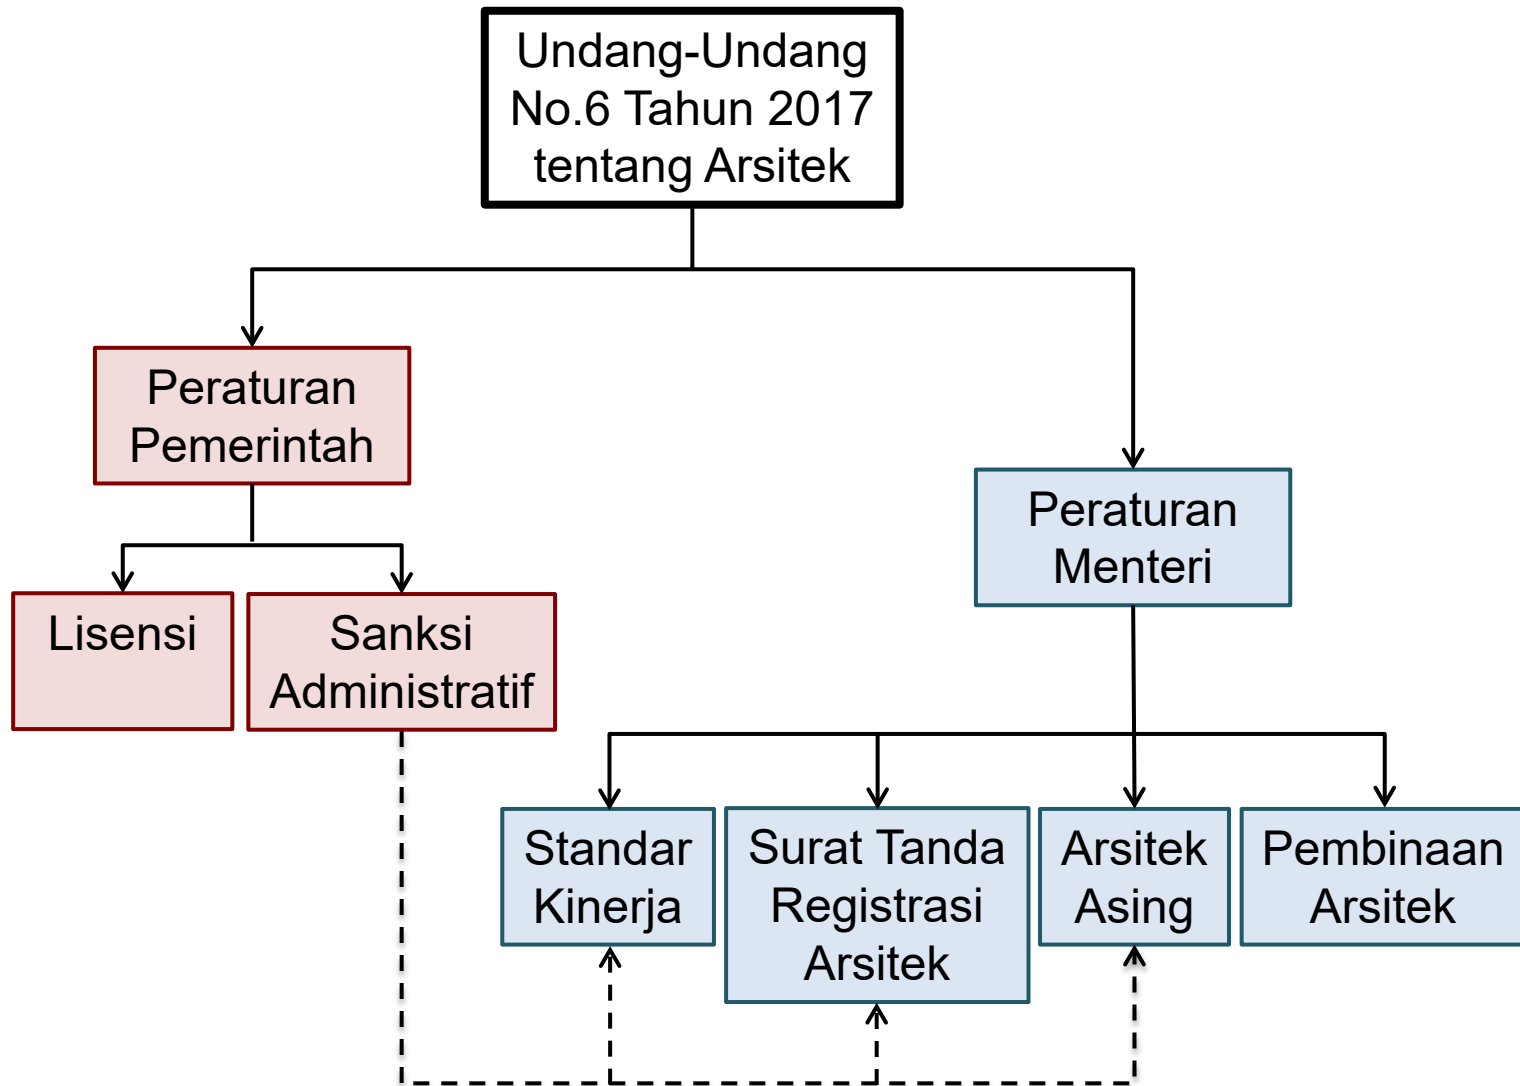 Undang-Undang
No.6 Tahun 2017
tentang Arsitek
Peraturan
Pemerintah
Peraturan
Menteri
Lisensi
Sanksi
Administratif
Standar
Kinerja
Surat Tanda
Registrasi
Arsitek
Arsitek
Asing
Pembinaan
Arsitek